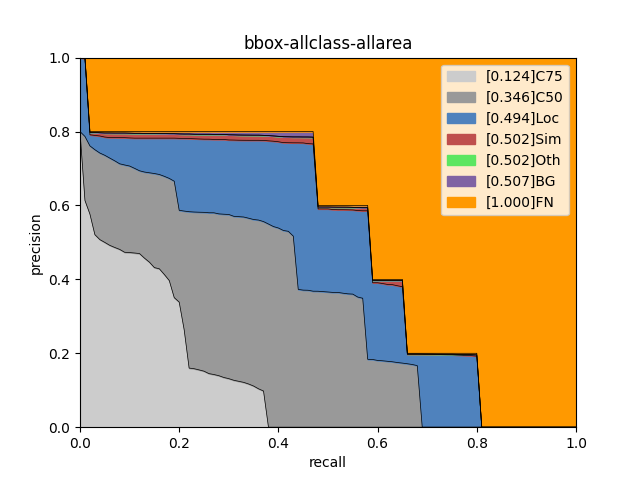 bbox-allclass-allarea
1.0
0.8
0.6
0.4
0.2
0.0
precision
[0.124]C75
[0.346]C50
[0.494]Loc
[0.502]Sim
[0.502]Oth
[0.507]BG
[1.000]FN
0.0 0.2 0.4 0.6 0.8 1.0
recall